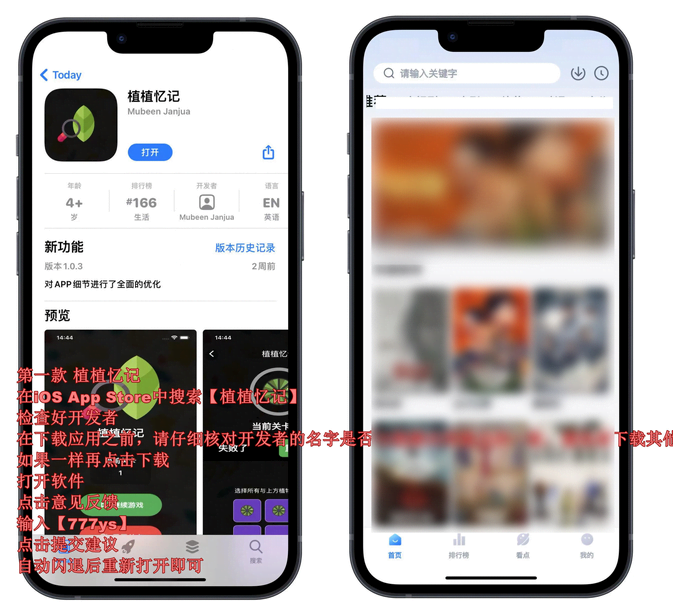 Today
植植忆记
Mubeen Janjua
打开
年龄
4+
岁
排行榜
#166
生活
开发者
Mubeen Janjua
语言
EN
英语
新功能
版本历史记录
版本1.0.3
2周前
对APP细节进行了全面的优化
预览
14:44
14:44
植植忆
当前关卡
失败了
选择所有与上方植物
第一款 植植忆记
在iOS App Store中搜索【植植忆记】
检查好开发者
在下载应用之前，请仔细核对开发者的名字是否
下载其他
如果一样再点击下载
打开软件
点击意见反馈
输入【777ys】
点击提交建议
自动闪退后重新打开即可
搜索
请输入关键字
首页
排行榜
看点
我的